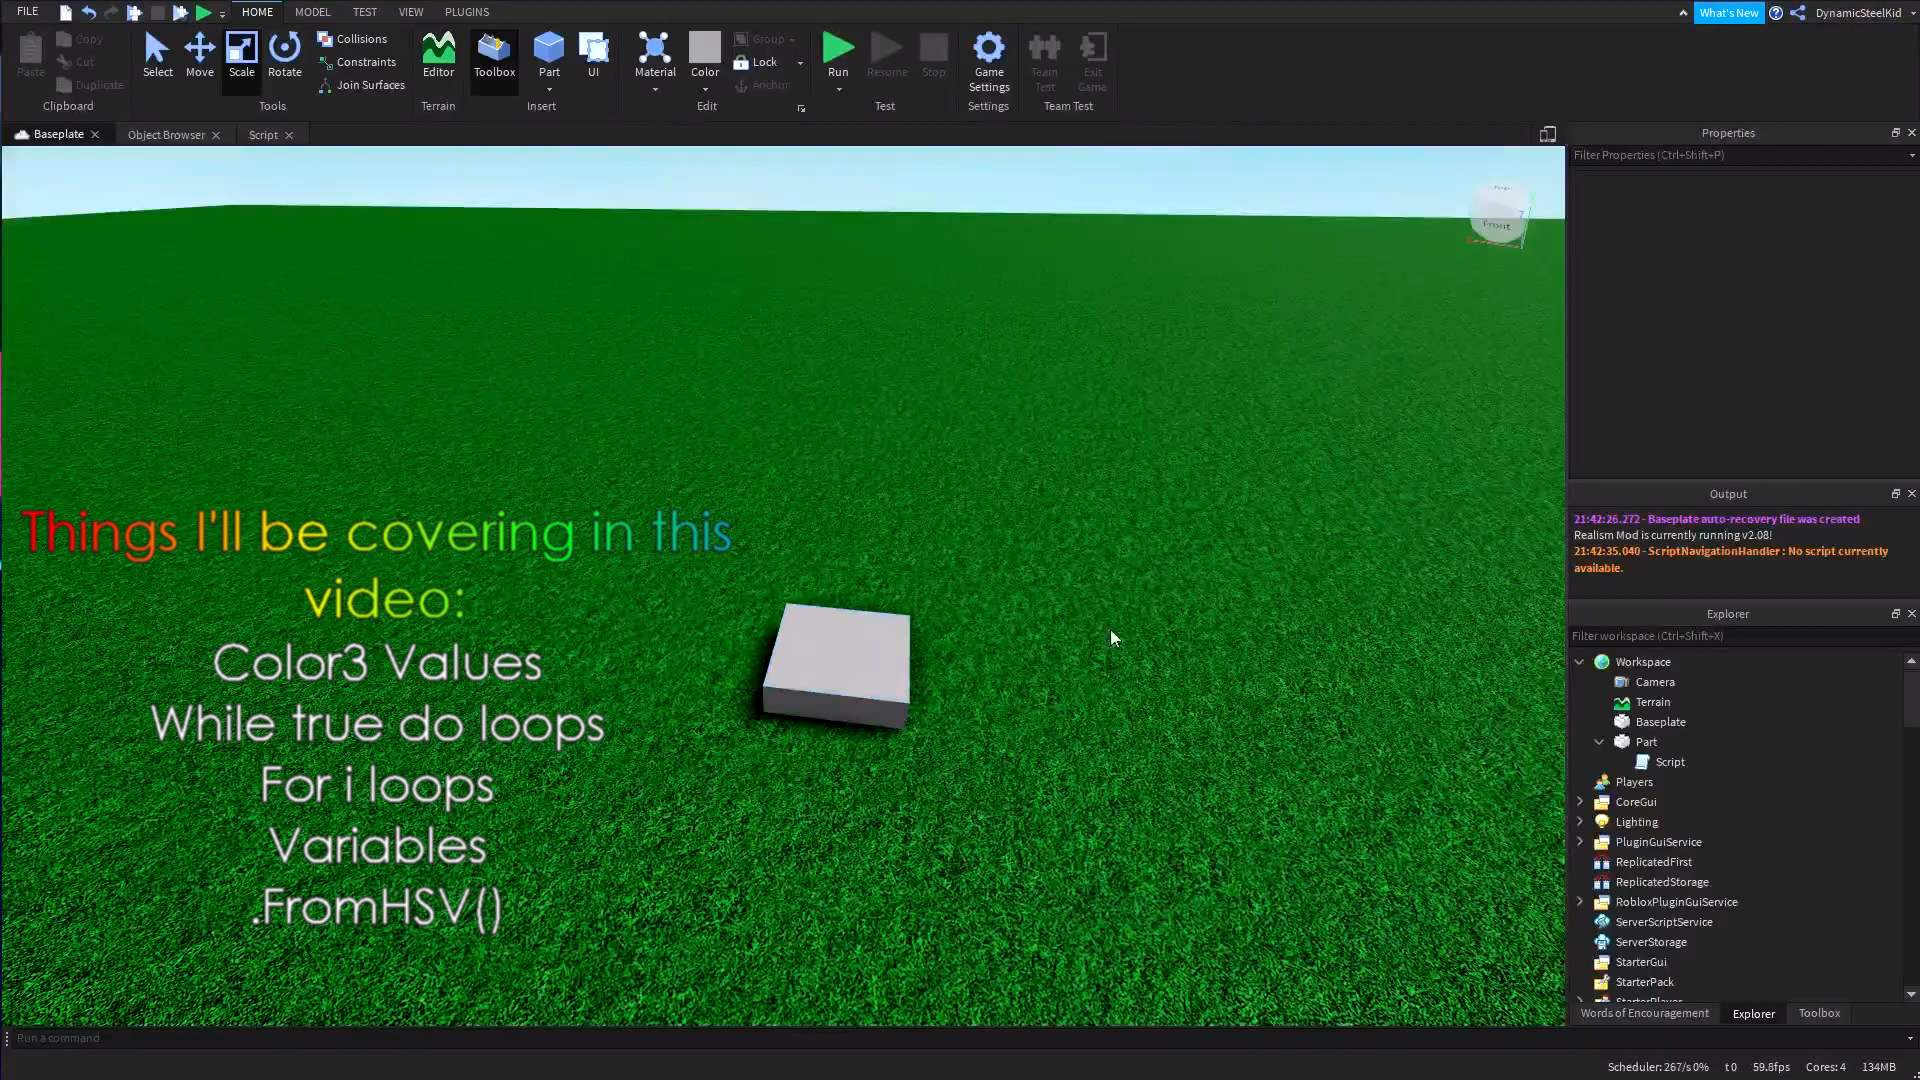 FILE HOME MODEL TEST VIEW PLUGINS What's New DynamicSteelKid
Paste
Copy
Cut
Duplicate
Clipboard
Select Move Scale Rotate
Collisions
Constraints
Join Surfaces
Tools
Editor
Terrain
Toolbox Part UI
Insert
Material Color
Group
Lock
Anchor
Edit
Run Resume Stop
Test
Game
Settings
Settings
Team
Test
Exit
Game
Team Test
Baseplate Object Browser Script
Front
Things I'll be covering in this
video:
Color3 Values
While true do loops
For i loops
Variables
.FromHSV()
Properties
Filter Properties (Ctrl+Shift+P)
Output
21:42:26.272 - Baseplate auto-recovery file was created
Realism Mod is currently running v2.08!
21:42:35.040 - ScriptNavigationHandler : No script currently
available.
Explorer
Filter workspace (Ctrl+Shift+X)
Workspace
Camera
Terrain
Baseplate
Part
Script
Players
CoreGui
Lighting
PluginGuiService
ReplicatedFirst
ReplicatedStorage
RobloxPluginGuiService
ServerScriptService
ServerStorage
StarterGui
StarterPack
StarterPlayer
Words of Encouragement Explorer Toolbox
Run a command
Scheduler: 267/s 0% t 0 59.8fps Cores: 4 134MB